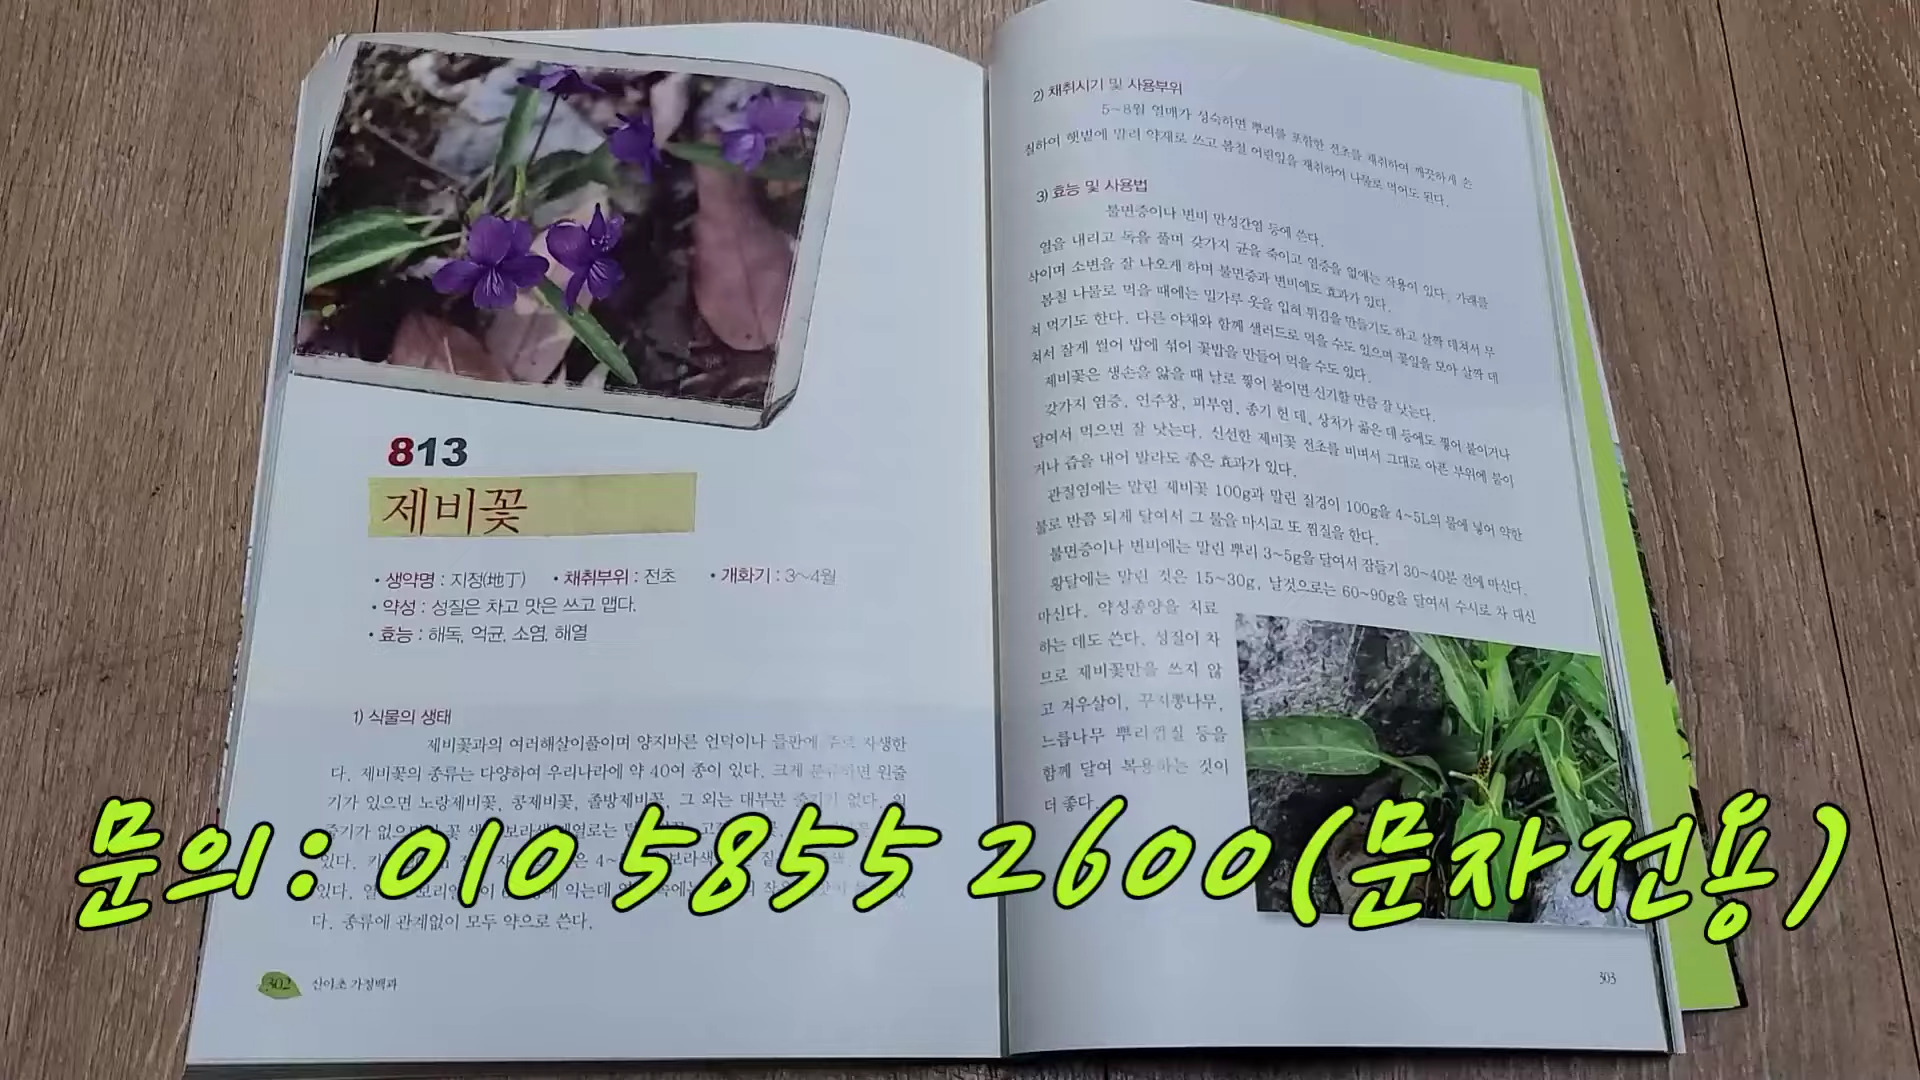 813
제비꽃
• 생약명 : 지정(地丁) • 채취부위 : 전초 • 개화기 : 3~4월
• 약성 : 성질은 차고 맛은 쓰고 맵다.
• 효능 : 해독, 억균, 소염, 해열
1) 식물의 생태
제비꽃과의 여러해살이풀이며 양지바른 언덕이나 들판에 주로 자생한
다. 제비꽃의 종류는 다양하여 우리나라에 약 40여 종이 있다. 크게 분류하면 원줄
기가 있으면 노랑제비꽃, 콩제비꽃, 졸방제비꽃, 그 외는 대부분 줄기가 없다.
다. 종류에 관계없이 모두 약으로 쓴다.
302 산야초 가정백과
2) 채취시기 및 사용부위
5~8월 열매가 성숙하면 뿌리를 포함한 전초를 채취하여 깨끗하게 손
질하여 햇볕에 말려 약재로 쓰고 봄철 어린잎을 채취하여 나물로 먹어도 된다.
3) 효능 및 사용법
불면증이나 변비 만성간염 등에 쓴다.
열을 내리고 독을 풀며 갖가지 균을 죽이고 염증을 없애는 작용이 있다. 가래를
삭이며 소변을 잘 나오게 하며 불면증과 변비에도 효과가 있다.
봄철 나물로 먹을 때에는 밀가루 옷을 입혀 튀김을 만들기도 하고 살짝 데쳐서 무
쳐 먹기도 한다. 다른 야채와 함께 샐러드로 먹을 수도 있으며 꽃잎을 모아 살짝 데
쳐서 잘게 썰어 밥에 섞어 꽃밥을 만들어 먹을 수도 있다.
제비꽃은 생손을 앓을 때 날로 찧어 붙이면 신기할 만큼 잘 낫는다.
갖가지 염증, 연주창, 피부염, 종기 헌 데, 상처가 곪은 데 등에도 찧어 붙이거나
달여서 먹으면 잘 낫는다. 신선한 제비꽃 전초를 비벼서 그대로 아픈 부위에 붙이
거나 즙을 내어 발라도 좋은 효과가 있다.
관절염에는 말린 제비꽃 100g과 말린 질경이 100g을 4~5L의 물에 넣어 약한
불로 반쯤 되게 달여서 그 물을 마시고 또 찜질을 한다.
불면증이나 변비에는 말린 뿌리 3~5g을 달여서 잠들기 30~40분 전에 마신다.
황달에는 말린 것은 15~30g, 날것으로는 60~90g을 달여서 수시로 차 대신
마신다. 악성종양을 치료
하는 데도 쓴다. 성질이 차
므로 제비꽃만을 쓰지 않
고 겨우살이, 꾸지뽕나무,
느릅나무 뿌리껍질 등을
함께 달여 복용하는 것이
더 좋다.
303
문의 : 010 5855 2600 (문자전용)